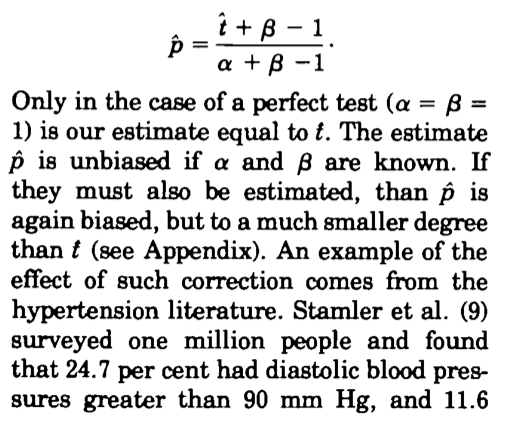 p̂ = (t̂ + β − 1) / (α + β −1).
Only in the case of a perfect test (α = β =
1) is our estimate equal to t̂. The estimate
p̂ is unbiased if α and β are known. If
they must also be estimated, than p̂ is
again biased, but to a much smaller degree
than t̂ (see Appendix). An example of the
effect of such correction comes from the
hypertension literature. Stamler et al. (9)
surveyed one million people and found
that 24.7 per cent had diastolic blood pres-
sures greater than 90 mm Hg, and 11.6